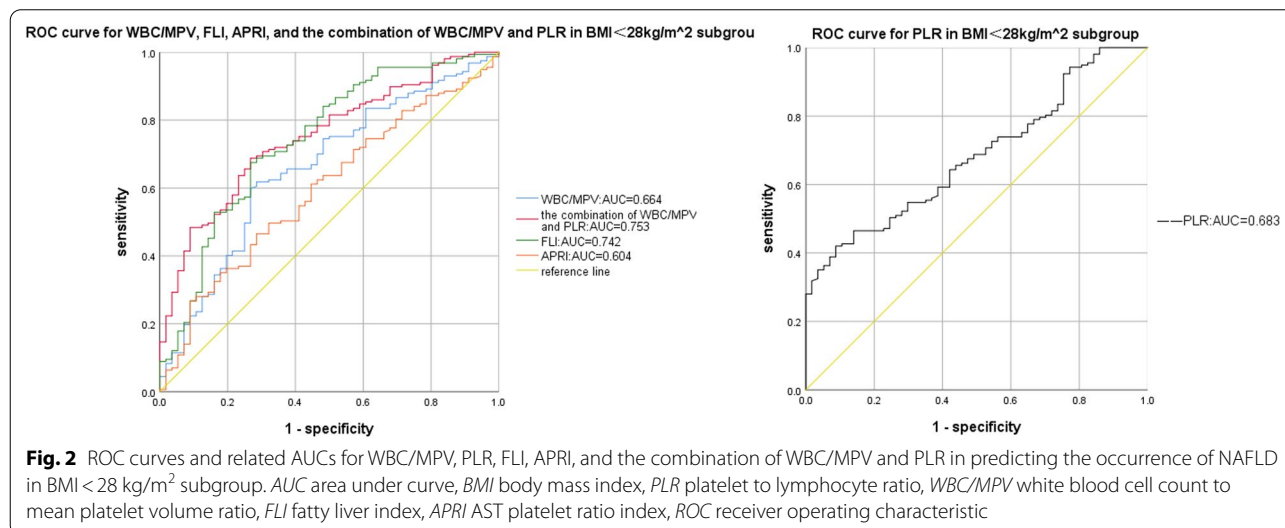 ROC curve for WBC/MPV, FLI, APRI, and the combination of WBC/MPV and PLR in BMI<28kg/m^2 subgrou
1.0
0.8
0.6
0.4
0.2
0.0
sensitivity
0.0 0.2 0.4 0.6 0.8 1.0
1 - specificity
WBC/MPV:AUC=0.664
the combination of WBC/MPV
and PLR:AUC=0.753
FLI:AUC=0.742
APRI:AUC=0.604
reference line
ROC curve for PLR in BMI<28kg/m^2 subgroup
1.0
0.8
0.6
0.4
0.2
0.0
sensitivity
0.0 0.2 0.4 0.6 0.8 1.0
1 - specificity
PLR:AUC=0.683
Fig. 2 ROC curves and related AUCs for WBC/MPV, PLR, FLI, APRI, and the combination of WBC/MPV and PLR in predicting the occurrence of NAFLD
in BMI < 28 kg/m² subgroup. AUC area under curve, BMI body mass index, PLR platelet to lymphocyte ratio, WBC/MPV white blood cell count to
mean platelet volume ratio, FLI fatty liver index, APRI AST platelet ratio index, ROC receiver operating characteristic